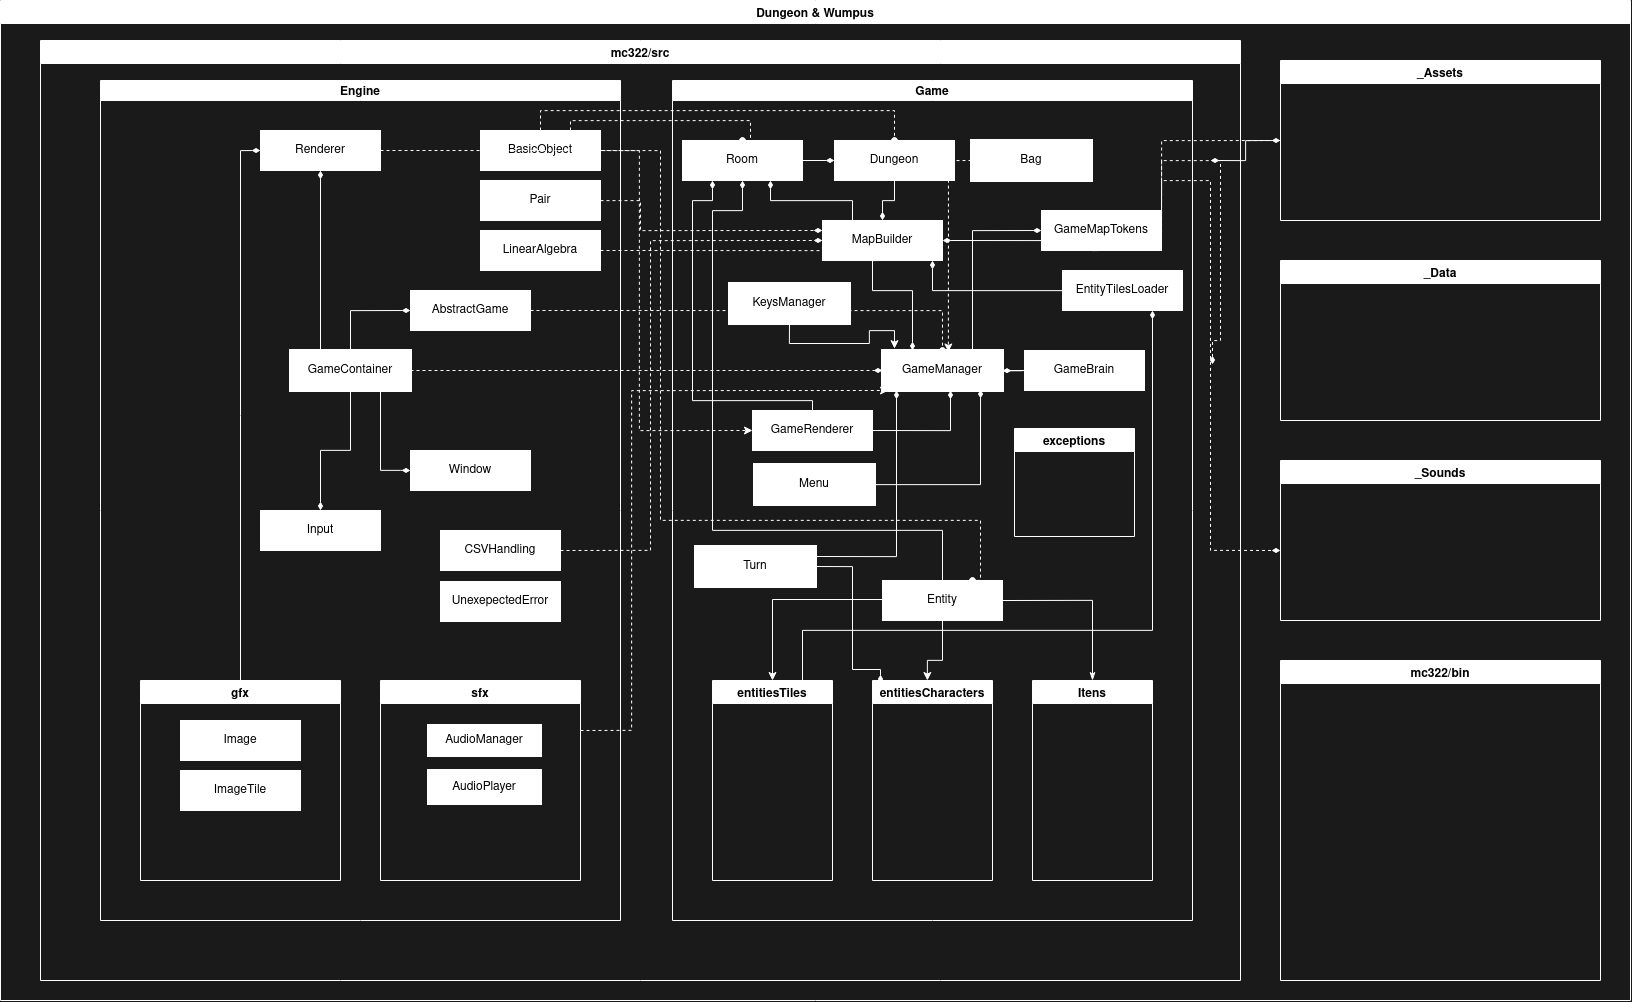 Dungeon & Wumpus
mc322/src
Engine
Renderer
BasicObject
Pair
LinearAlgebra
AbstractGame
GameContainer
Window
Input
CSVHandling
UnexepectedError
gfx
Image
ImageTile
sfx
AudioManager
AudioPlayer
Game
Room
Dungeon
Bag
MapBuilder
GameMapTokens
EntityTilesLoader
KeysManager
GameManager
GameBrain
GameRenderer
Menu
exceptions
Turn
Entity
entitiesTiles
entitiesCharacters
Itens
_Assets
_Data
_Sounds
mc322/bin